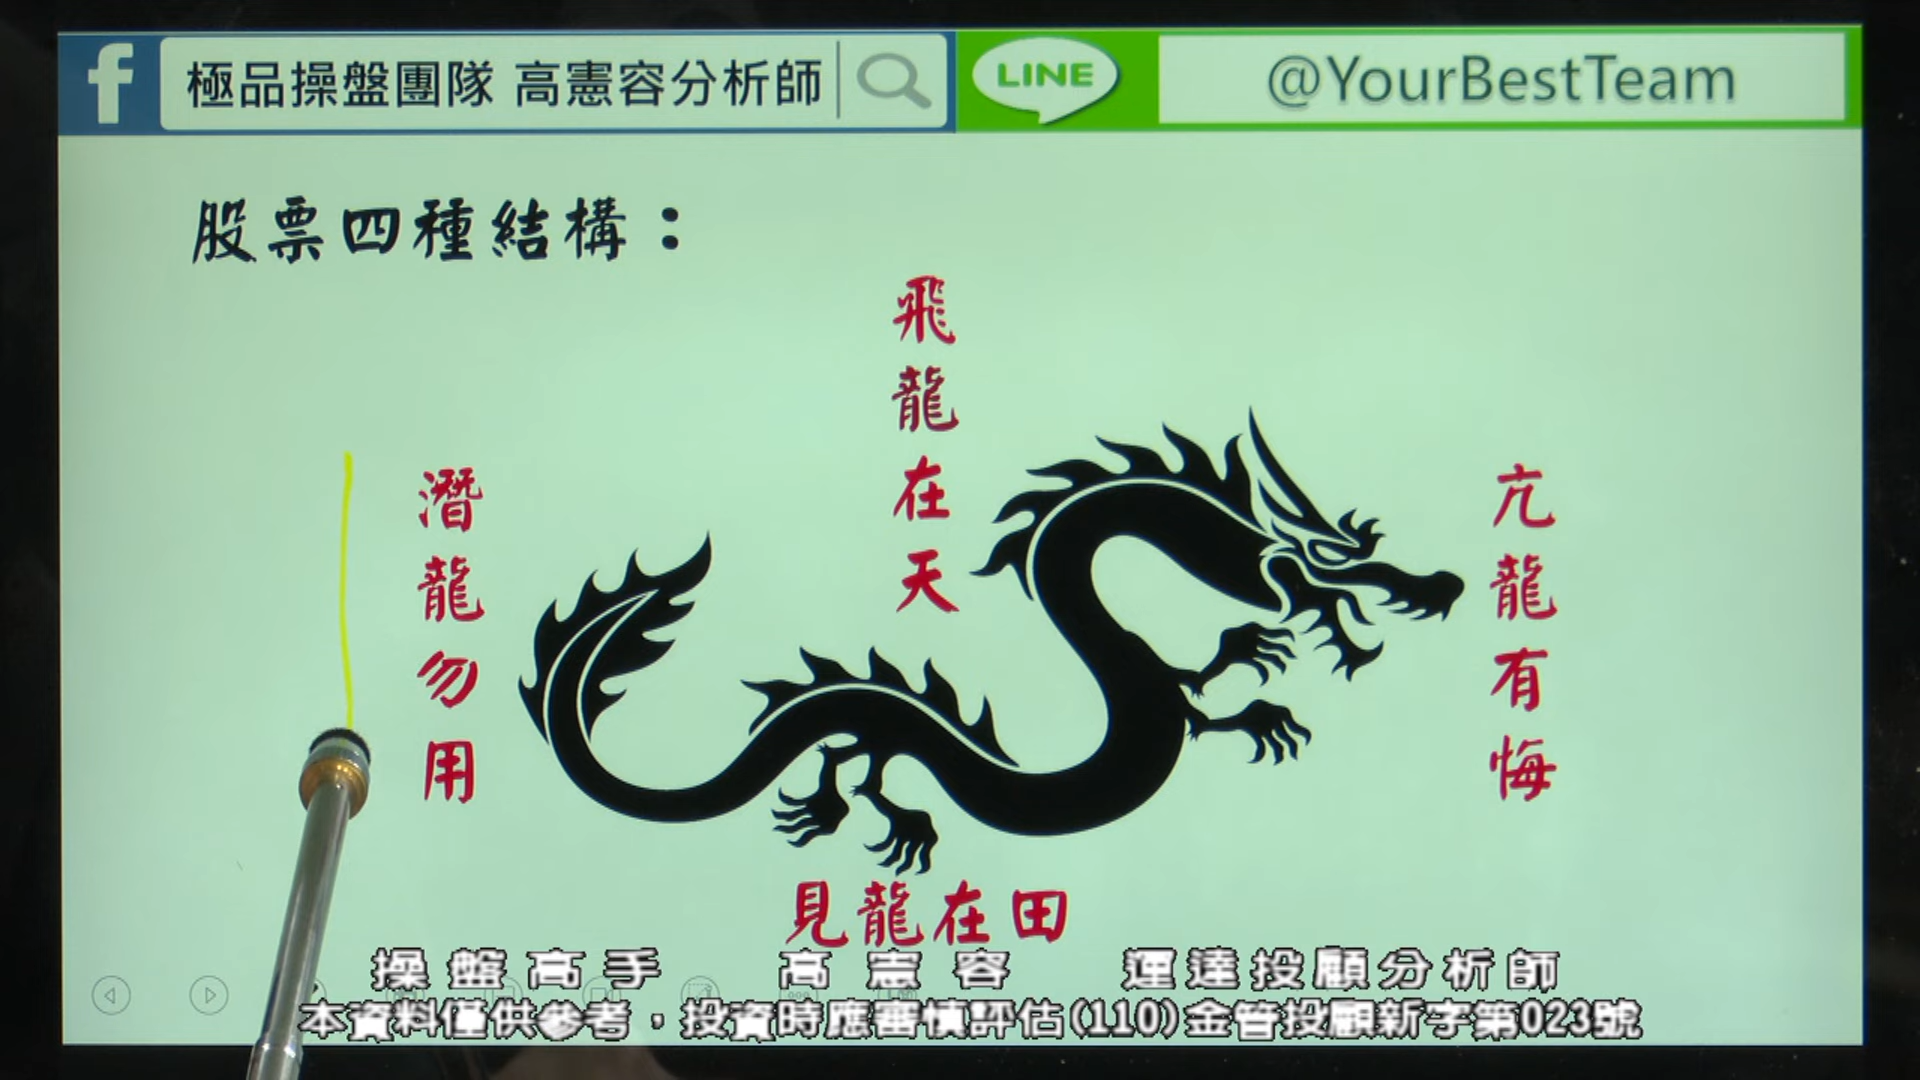 f 極品操盤團隊 高憲容分析師 LINE @YourBestTeam
股票四種結構：
潛龍勿用
飛龍在天
亢龍有悔
見龍在田
操盤高手 高憲容 運達投顧分析師
本資料僅供參考，投資時應審慎評估(110)金管投顧新字第023號